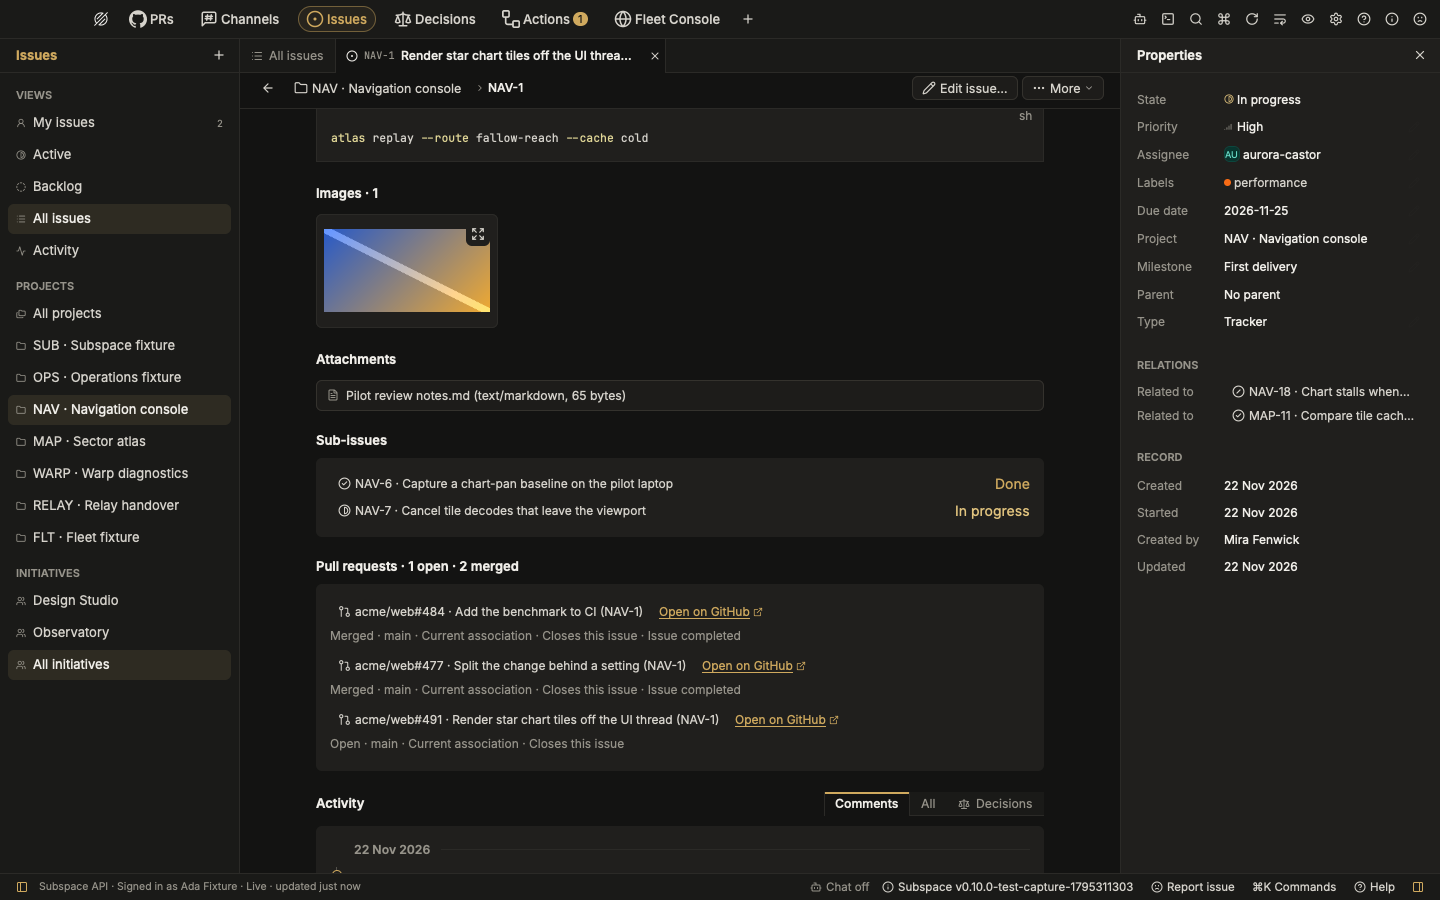 PRs
Channels
Issues
Decisions
Actions 1
Fleet Console
Issues
VIEWS
My issues 2
Active
Backlog
All issues
Activity
PROJECTS
All projects
SUB · Subspace fixture
OPS · Operations fixture
NAV · Navigation console
MAP · Sector atlas
WARP · Warp diagnostics
RELAY · Relay handover
FLT · Fleet fixture
INITIATIVES
Design Studio
Observatory
All initiatives
All issues
NAV-1 Render star chart tiles off the UI threa...
NAV · Navigation console › NAV-1
Edit issue...
More
sh
atlas replay --route fallow-reach --cache cold
Images · 1
Attachments
Pilot review notes.md (text/markdown, 65 bytes)
Sub-issues
NAV-6 · Capture a chart-pan baseline on the pilot laptop Done
NAV-7 · Cancel tile decodes that leave the viewport In progress
Pull requests · 1 open · 2 merged
acme/web#484 · Add the benchmark to CI (NAV-1) Open on GitHub
Merged · main · Current association · Closes this issue · Issue completed
acme/web#477 · Split the change behind a setting (NAV-1) Open on GitHub
Merged · main · Current association · Closes this issue · Issue completed
acme/web#491 · Render star chart tiles off the UI thread (NAV-1) Open on GitHub
Open · main · Current association · Closes this issue
Activity
Comments
All
Decisions
22 Nov 2026
Properties
State In progress
Priority High
Assignee AU aurora-castor
Labels performance
Due date 2026-11-25
Project NAV · Navigation console
Milestone First delivery
Parent No parent
Type Tracker
RELATIONS
Related to NAV-18 · Chart stalls when...
Related to MAP-11 · Compare tile cach...
RECORD
Created 22 Nov 2026
Started 22 Nov 2026
Created by Mira Fenwick
Updated 22 Nov 2026
Subspace API · Signed in as Ada Fixture · Live · updated just now
Chat off
Subspace v0.10.0-test-capture-1795311303
Report issue
⌘K Commands
Help